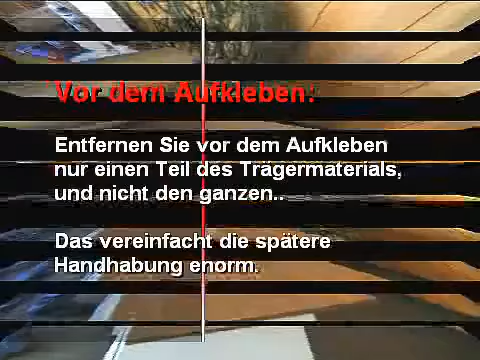 Vor dem Aufkleben:
Entfernen Sie vor dem Aufkleben
nur einen Teil des Trägermaterials,
und nicht den ganzen..
Das vereinfacht die spätere
Handhabung enorm.